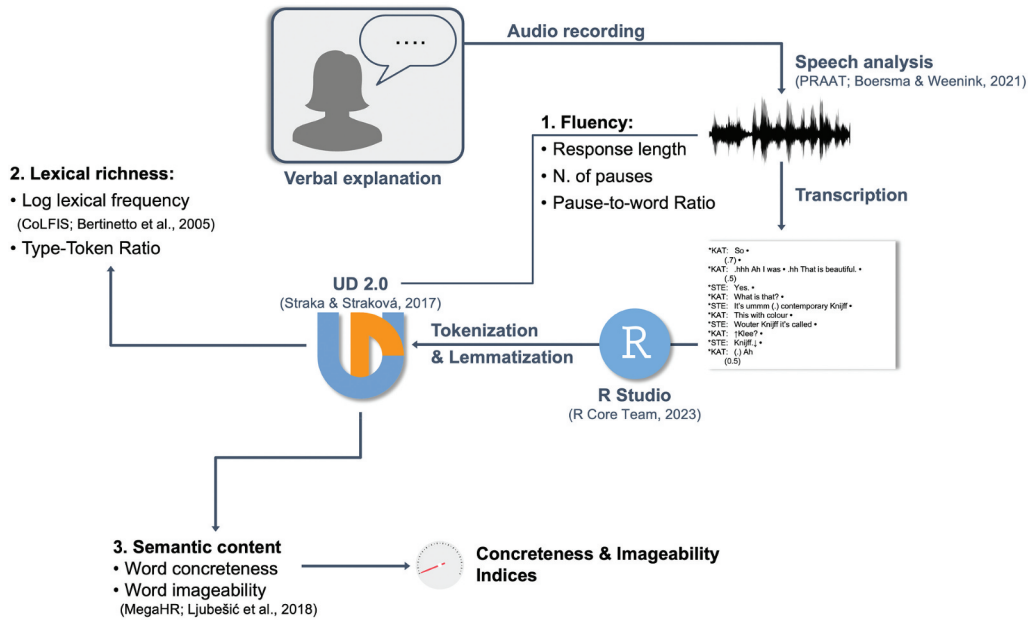 ....
Audio recording
Speech analysis
(PRAAT; Boersma & Weenink, 2021)
Verbal explanation
1. Fluency:
• Response length
• N. of pauses
• Pause-to-word Ratio
2. Lexical richness:
• Log lexical frequency
(CoLFIS; Bertinetto et al., 2005)
• Type-Token Ratio
Transcription
*KAT: So •
(.7) •
*KAT: .hhh Ah I was • .hh That is beautiful. •
(.5)
*STE: Yes. •
*KAT: What is that? •
*STE: It's ummm (.) contemporary Knijff •
*KAT: This with colour •
*STE: Wouter Knijff it's called •
*KAT: ↑Klee? •
*STE: Knijff.↓ •
*KAT: (.) Ah
(0.5)
UD 2.0
(Straka & Straková, 2017)
Tokenization
& Lemmatization
R
R Studio
(R Core Team, 2023)
3. Semantic content
• Word concreteness
• Word imageability
(MegaHR; Ljubešić et al., 2018)
Concreteness & Imageability
Indices